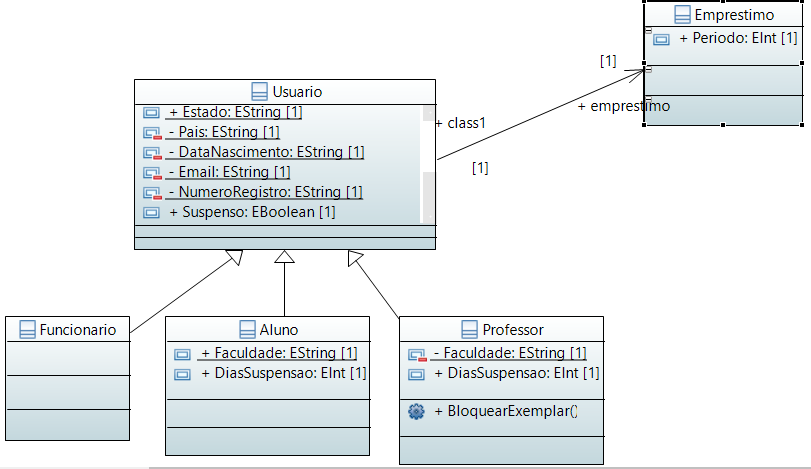 Emprestimo
+ Periodo: EInt [1]
[1]
+ emprestimo
Usuario
+ Estado: EString [1]
- Pais: EString [1]
- DataNascimento: EString [1]
- Email: EString [1]
- NumeroRegistro: EString [1]
+ Suspenso: EBoolean [1]
+ class1
[1]
Funcionario
Aluno
+ Faculdade: EString [1]
+ DiasSuspensao: EInt [1]
Professor
- Faculdade: EString [1]
+ DiasSuspensao: EInt [1]
+ BloquearExemplar()